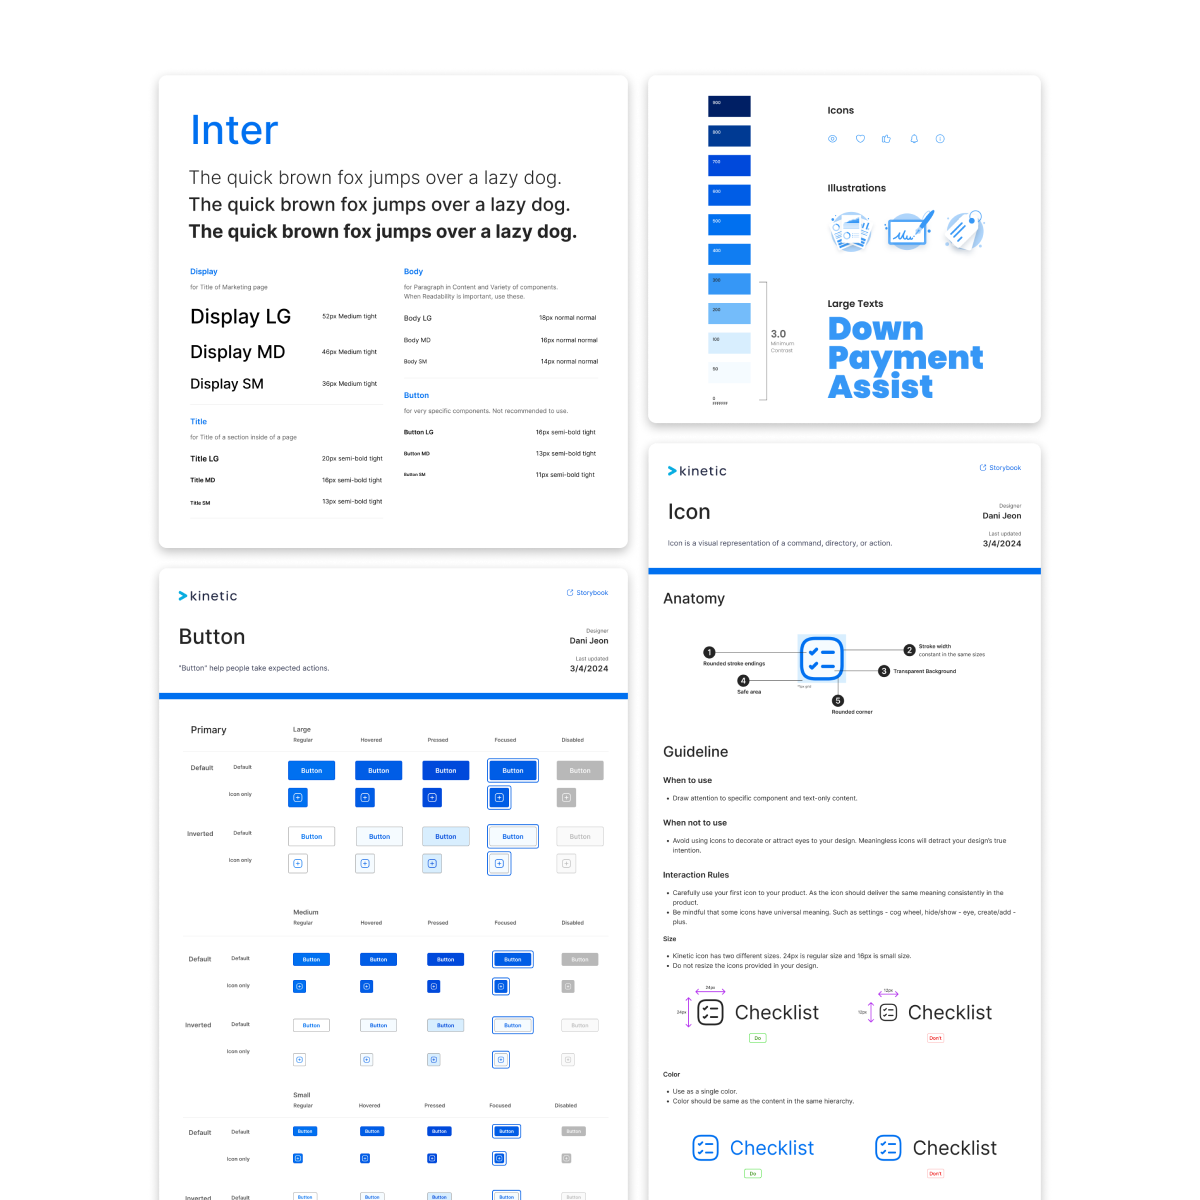 Inter
The quick brown fox jumps over a lazy dog.
The quick brown fox jumps over a lazy dog.
The quick brown fox jumps over a lazy dog.
Display
for Title of Marketing page
Display LG 52px Medium tight
Display MD 46px Medium tight
Display SM 36px Medium tight
Title
for Title of a section inside of a page
Title LG 20px semi-bold tight
Title MD 16px semi-bold tight
Title SM 13px semi-bold tight
Body
for Paragraph in Content and Variety of components.
When Readability is important, use these.
Body LG 18px normal normal
Body MD 16px normal normal
Body SM 14px normal normal
Button
for very specific components. Not recommended to use.
Button LG 16px semi-bold tight
Button MD 13px semi-bold tight
Button SM 11px semi-bold tight
900
800
700
600
500
400
300
200
100
50
0
FFFFFF
3.0
Minimum
Contrast
Icons
Illustrations
Large Texts
Down
Payment
Assist
kinetic
Storybook
Button
Designer
Dani Jeon
"Button" help people take expected actions.
Last updated
3/4/2024
Primary
Large
Regular Hovered Pressed Focused Disabled
Default Default Button Button Button Button Button
Icon only
Inverted Default Button Button Button Button Button
Icon only
Medium
Regular Hovered Pressed Focused Disabled
Default Default Button Button Button Button Button
Icon only
Inverted Default Button Button Button Button Button
Icon only
Small
Regular Hovered Pressed Focused Disabled
Default Default Button Button Button Button Button
Icon only
Inverted Default Button Button Button Button Button
kinetic
Storybook
Icon
Designer
Dani Jeon
Icon is a visual representation of a command, directory, or action.
Last updated
3/4/2024
Anatomy
1
Rounded stroke endings
2 Stroke width
constant in the same sizes
3 Transparent Background
4
Safe area
5
Rounded corner
Guideline
When to use
• Draw attention to specific component and text-only content.
When not to use
• Avoid using icons to decorate or attract eyes to your design. Meaningless icons will detract your design's true
intention.
Interaction Rules
• Carefully use your first icon to your product. As the icon should deliver the same meaning consistently in the
product.
• Be mindful that some icons have universal meaning. Such as settings - cog wheel, hide/show - eye, create/add -
plus.
Size
• Kinetic icon has two different sizes. 24px is regular size and 16px is small size.
• Do not resize the icons provided in your design.
24px
24px
Checklist
Do
12px
12px
Checklist
Don't
Color
• Use as a single color.
• Color should be same as the content in the same hierarchy.
Checklist
Do
Checklist
Don't